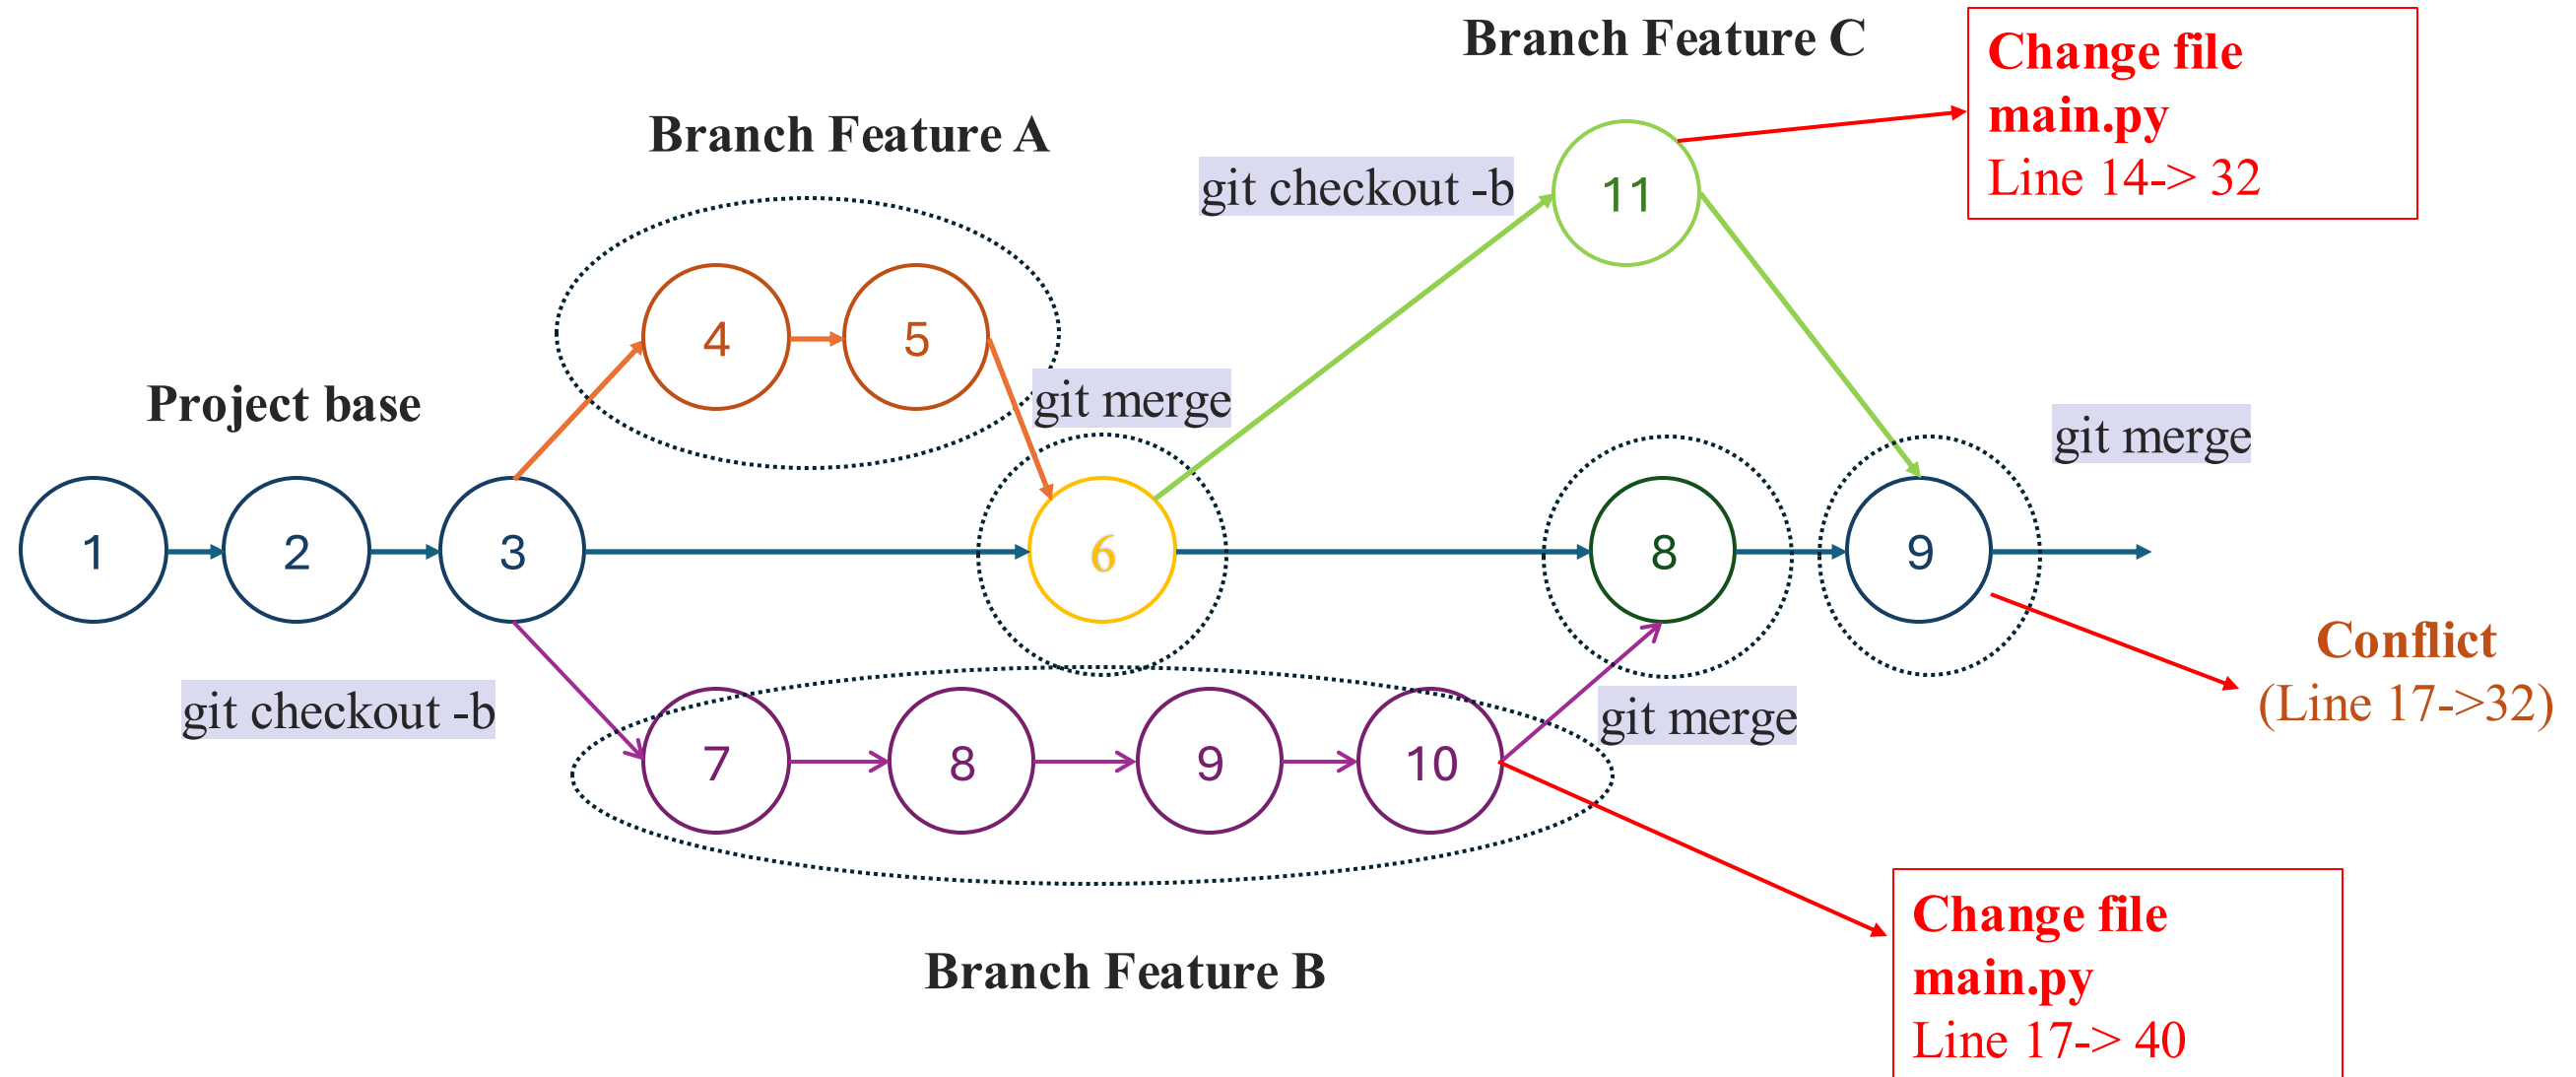 Branch Feature C
Change file
main.py
Line 14-> 32
Branch Feature A
git checkout -b
11
4
5
git merge
Project base
git merge
1
2
3
6
8
9
Conflict
(Line 17->32)
git checkout -b
git merge
7
8
9
10
Branch Feature B
Change file
main.py
Line 17-> 40